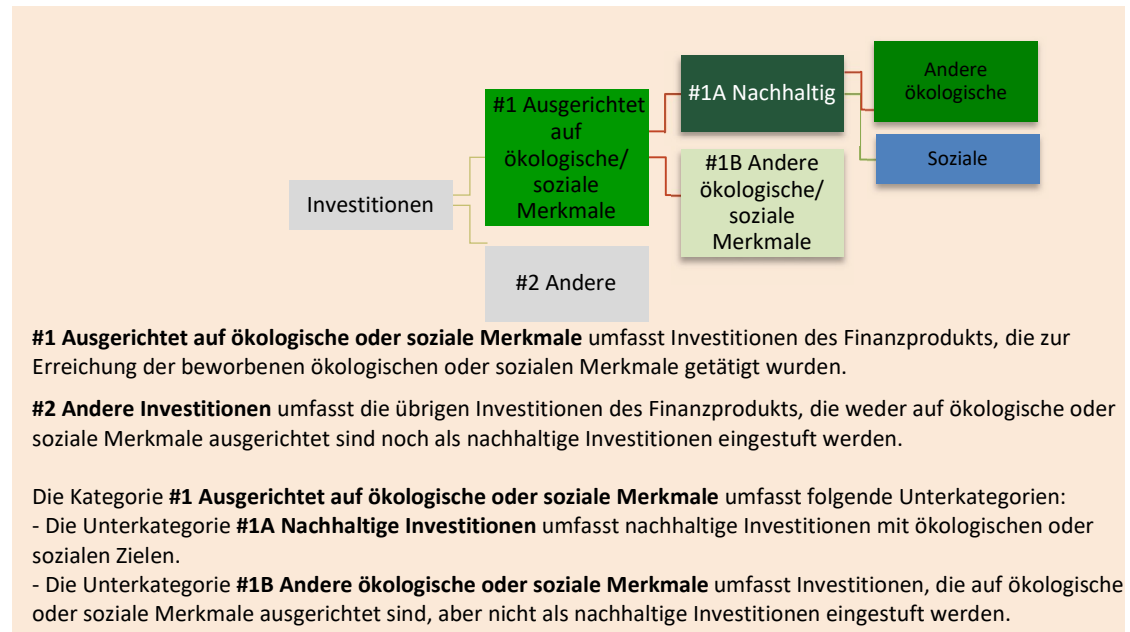 Investitionen
#1 Ausgerichtet
auf
ökologische/
soziale
Merkmale
#2 Andere
#1A Nachhaltig
#1B Andere
ökologische/
soziale
Merkmale
Andere
ökologische
Soziale
#1 Ausgerichtet auf ökologische oder soziale Merkmale umfasst Investitionen des Finanzprodukts, die zur
Erreichung der beworbenen ökologischen oder sozialen Merkmale getätigt wurden.
#2 Andere Investitionen umfasst die übrigen Investitionen des Finanzprodukts, die weder auf ökologische oder
soziale Merkmale ausgerichtet sind noch als nachhaltige Investitionen eingestuft werden.
Die Kategorie #1 Ausgerichtet auf ökologische oder soziale Merkmale umfasst folgende Unterkategorien:
- Die Unterkategorie #1A Nachhaltige Investitionen umfasst nachhaltige Investitionen mit ökologischen oder
sozialen Zielen.
- Die Unterkategorie #1B Andere ökologische oder soziale Merkmale umfasst Investitionen, die auf ökologische
oder soziale Merkmale ausgerichtet sind, aber nicht als nachhaltige Investitionen eingestuft werden.